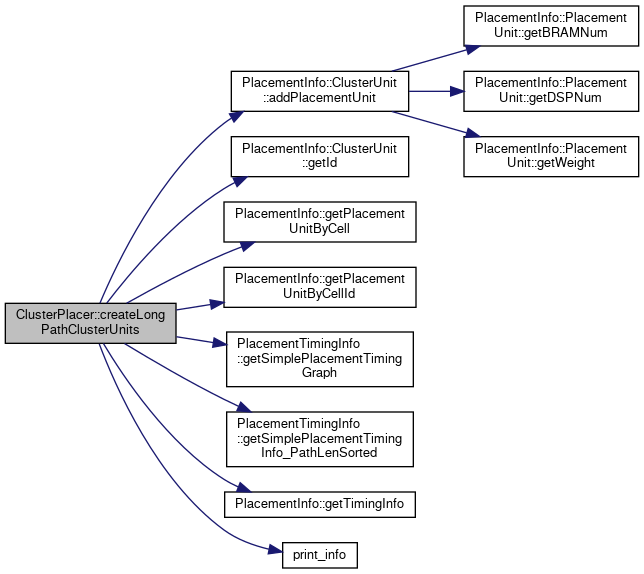 PlacementInfo::Placement
Unit::getBRAMNum
PlacementInfo::ClusterUnit
::addPlacementUnit
PlacementInfo::Placement
Unit::getDSPNum
PlacementInfo::ClusterUnit
::getId
PlacementInfo::Placement
Unit::getWeight
PlacementInfo::getPlacement
UnitByCell
PlacementInfo::getPlacement
UnitByCellId
ClusterPlacer::createLong
PathClusterUnits
PlacementTimingInfo
::getSimplePlacementTiming
Graph
PlacementTimingInfo
::getSimplePlacementTiming
Info_PathLenSorted
PlacementInfo::getTimingInfo
print_info